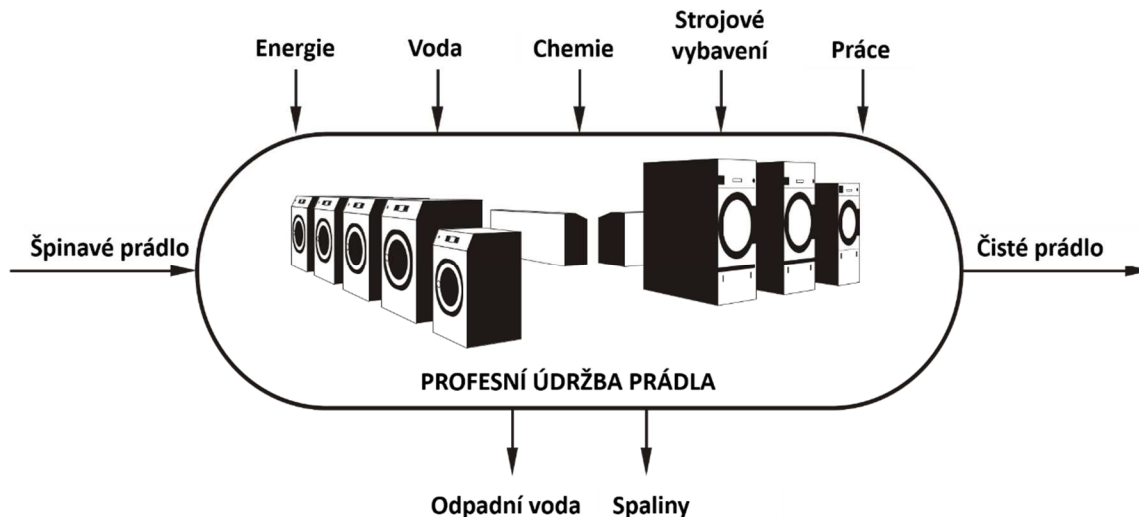 Energie
Voda
Chemie
Strojové
vybavení
Práce
Špinavé prádlo
Čisté prádlo
PROFESNÍ ÚDRŽBA PRÁDLA
Odpadní voda
Spaliny